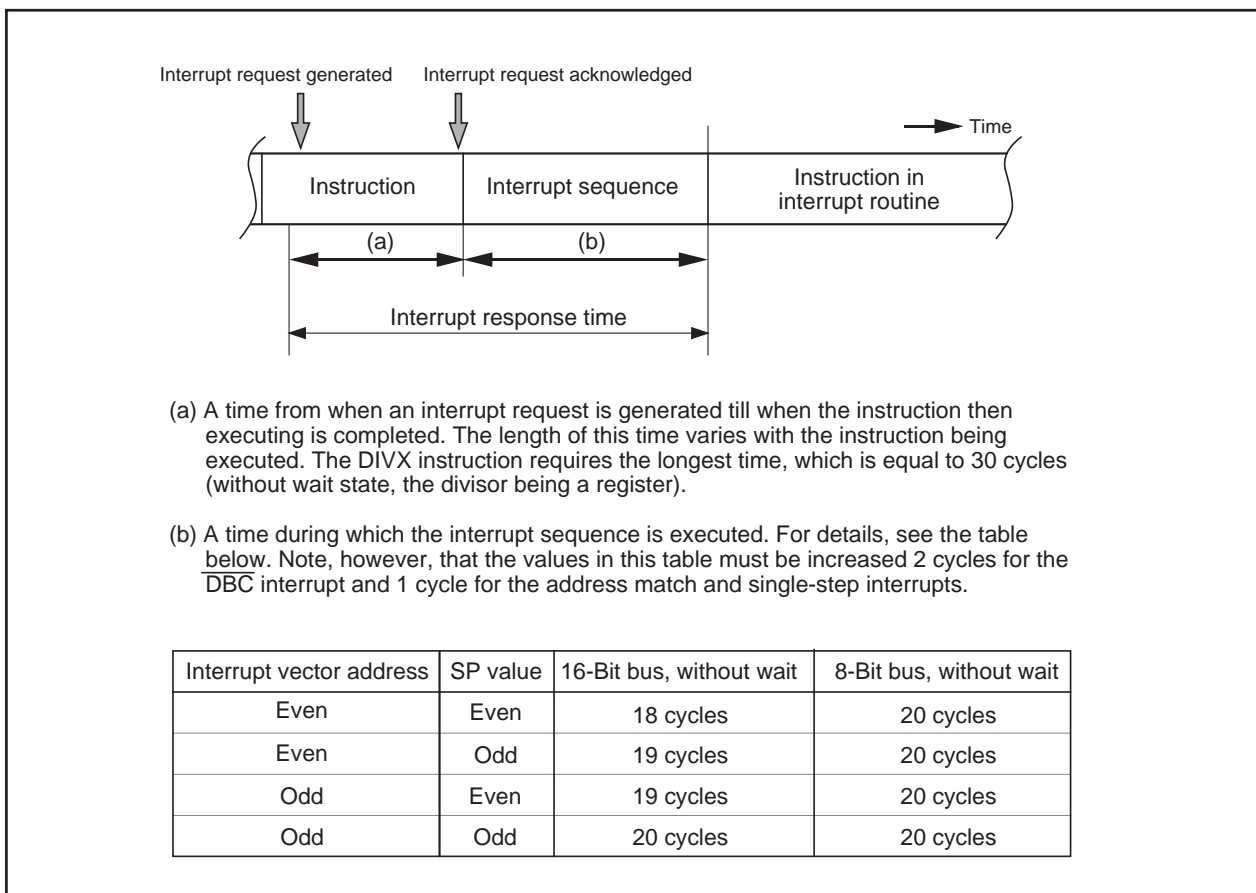 Interrupt request generated
Interrupt request acknowledged
Time
Instruction
Interrupt sequence
Instruction in
interrupt routine
(a)
(b)
Interrupt response time
(a) A time from when an interrupt request is generated till when the instruction then
executing is completed. The length of this time varies with the instruction being
executed. The DIVX instruction requires the longest time, which is equal to 30 cycles
(without wait state, the divisor being a register).
(b) A time during which the interrupt sequence is executed. For details, see the table
below. Note, however, that the values in this table must be increased 2 cycles for the
DBC interrupt and 1 cycle for the address match and single-step interrupts.
Interrupt vector address SP value 16-Bit bus, without wait 8-Bit bus, without wait
Even Even 18 cycles 20 cycles
Even Odd 19 cycles 20 cycles
Odd Even 19 cycles 20 cycles
Odd Odd 20 cycles 20 cycles